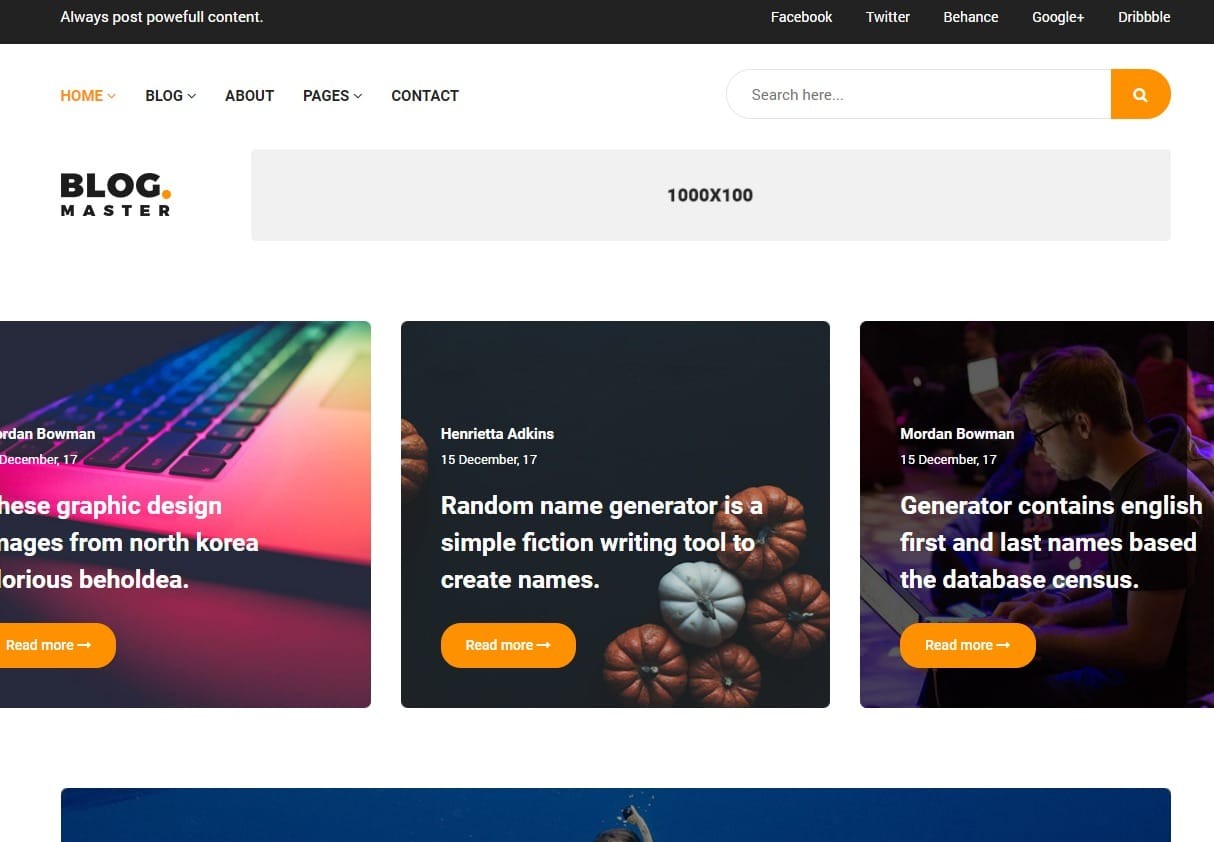 Always post powefull content.
Facebook Twitter Behance Google+ Dribbble
HOME BLOG ABOUT PAGES CONTACT
Search here...
BLOG.
MASTER
1000X100
rdan Bowman
December, 17
hese graphic design
mages from north korea
lorious beholdea.
Read more →
Henrietta Adkins
15 December, 17
Random name generator is a
simple fiction writing tool to
create names.
Read more →
Mordan Bowman
15 December, 17
Generator contains english
first and last names based
the database census.
Read more →